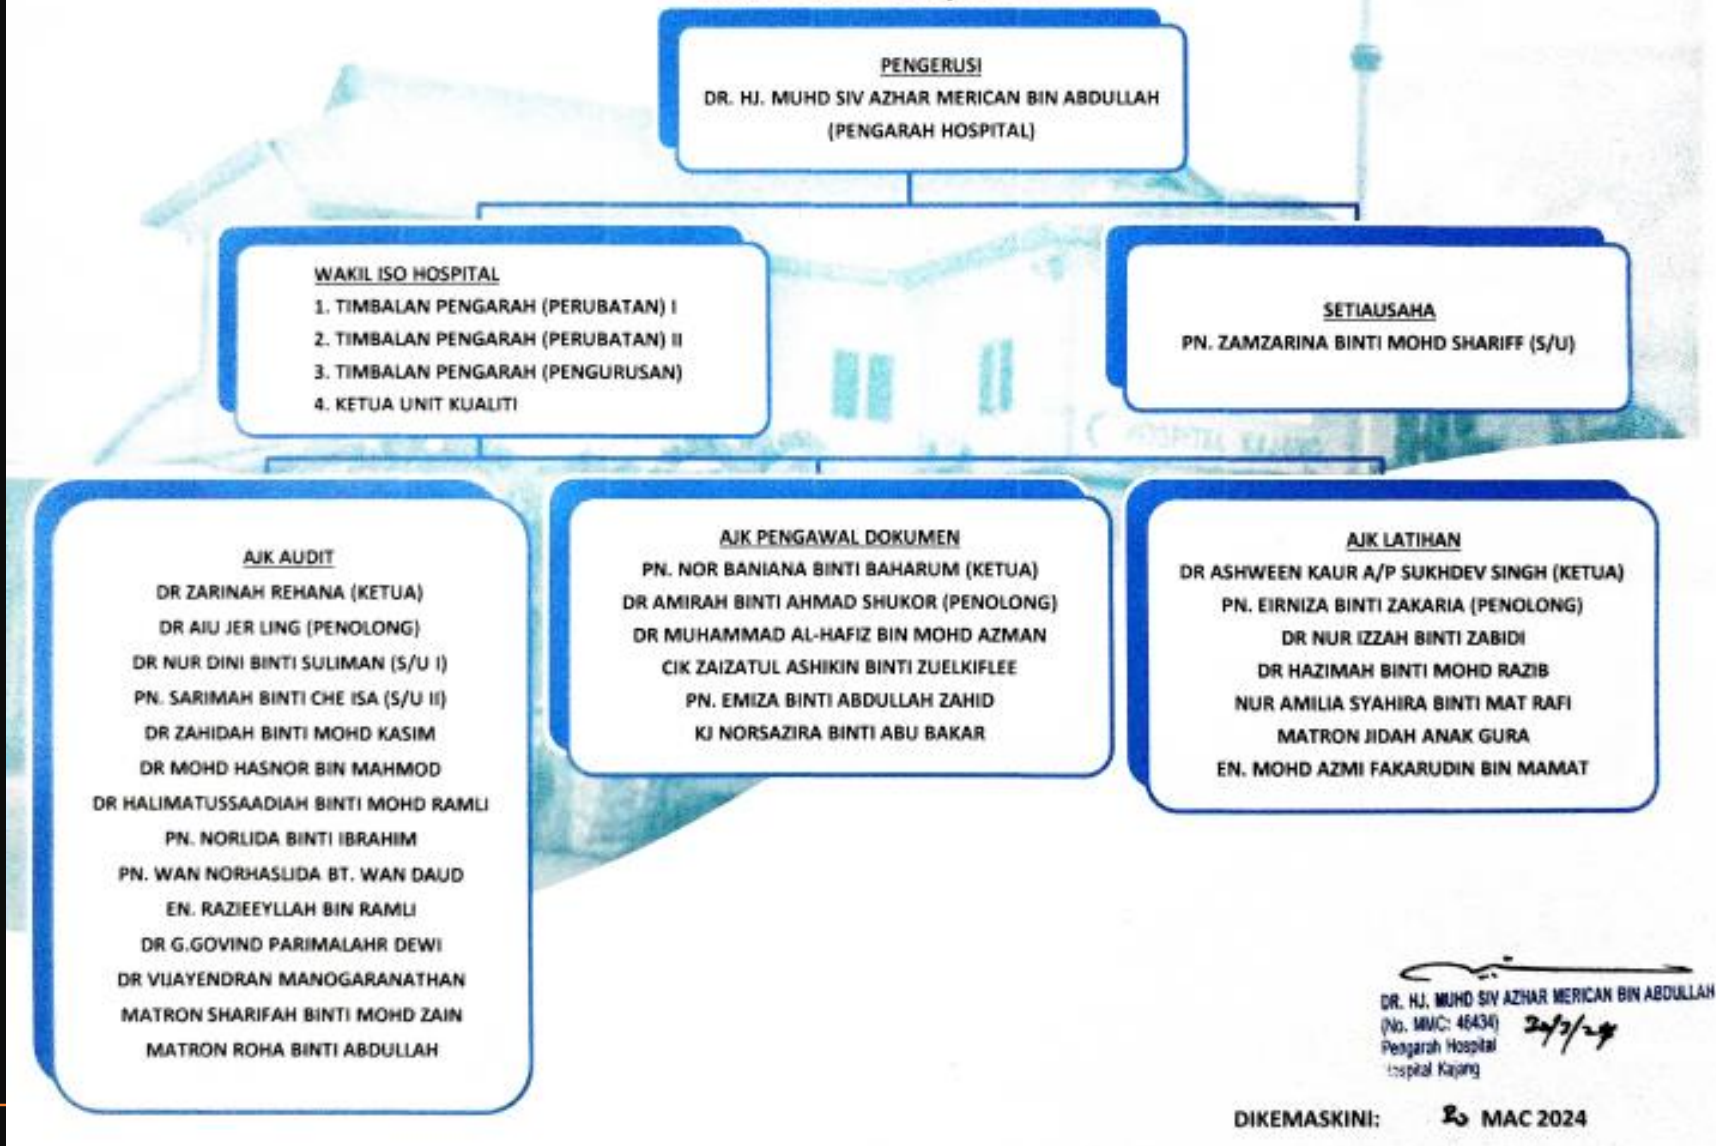 PENGERUSI
DR. HJ. MUHD SIV AZHAR MERICAN BIN ABDULLAH
(PENGARAH HOSPITAL)
WAKIL ISO HOSPITAL
1. TIMBALAN PENGARAH (PERUBATAN) I
2. TIMBALAN PENGARAH (PERUBATAN) II
3. TIMBALAN PENGARAH (PENGURUSAN)
4. KETUA UNIT KUALITI
SETIAUSAHA
PN. ZAMZARINA BINTI MOHD SHARIFF (S/U)
HOSPITAL KAJANG
AJK AUDIT
DR ZARINAH REHANA (KETUA)
DR AIU JER LING (PENOLONG)
DR NUR DINI BINTI SULIMAN (S/U I)
PN. SARIMAH BINTI CHE ISA (S/U II)
DR ZAHIDAH BINTI MOHD KASIM
DR MOHD HASNOR BIN MAHMOD
DR HALIMATUSSAADIAH BINTI MOHD RAMLI
PN. NORLIDA BINTI IBRAHIM
PN. WAN NORHASLIDA BT. WAN DAUD
EN. RAZIEEYLLAH BIN RAMLI
DR G.GOVIND PARIMALAHR DEWI
DR VIJAYENDRAN MANOGARANATHAN
MATRON SHARIFAH BINTI MOHD ZAIN
MATRON ROHA BINTI ABDULLAH
AJK PENGAWAL DOKUMEN
PN. NOR BANIANA BINTI BAHARUM (KETUA)
DR AMIRAH BINTI AHMAD SHUKOR (PENOLONG)
DR MUHAMMAD AL-HAFIZ BIN MOHD AZMAN
CIK ZAIZATUL ASHIKIN BINTI ZUELKIFLEE
PN. EMIZA BINTI ABDULLAH ZAHID
KJ NORSAZIRA BINTI ABU BAKAR
AJK LATIHAN
DR ASHWEEN KAUR A/P SUKHDEV SINGH (KETUA)
PN. EIRNIZA BINTI ZAKARIA (PENOLONG)
DR NUR IZZAH BINTI ZABIDI
DR HAZIMAH BINTI MOHD RAZIB
NUR AMILIA SYAHIRA BINTI MAT RAFI
MATRON JIDAH ANAK GURA
EN. MOHD AZMI FAKARUDIN BIN MAMAT
DR. HJ. MUHD SIV AZHAR MERICAN BIN ABDULLAH
(No. MMC: 46434)
Pengarah Hospital
Hospital Kajang
DIKEMASKINI: 20 MAC 2024